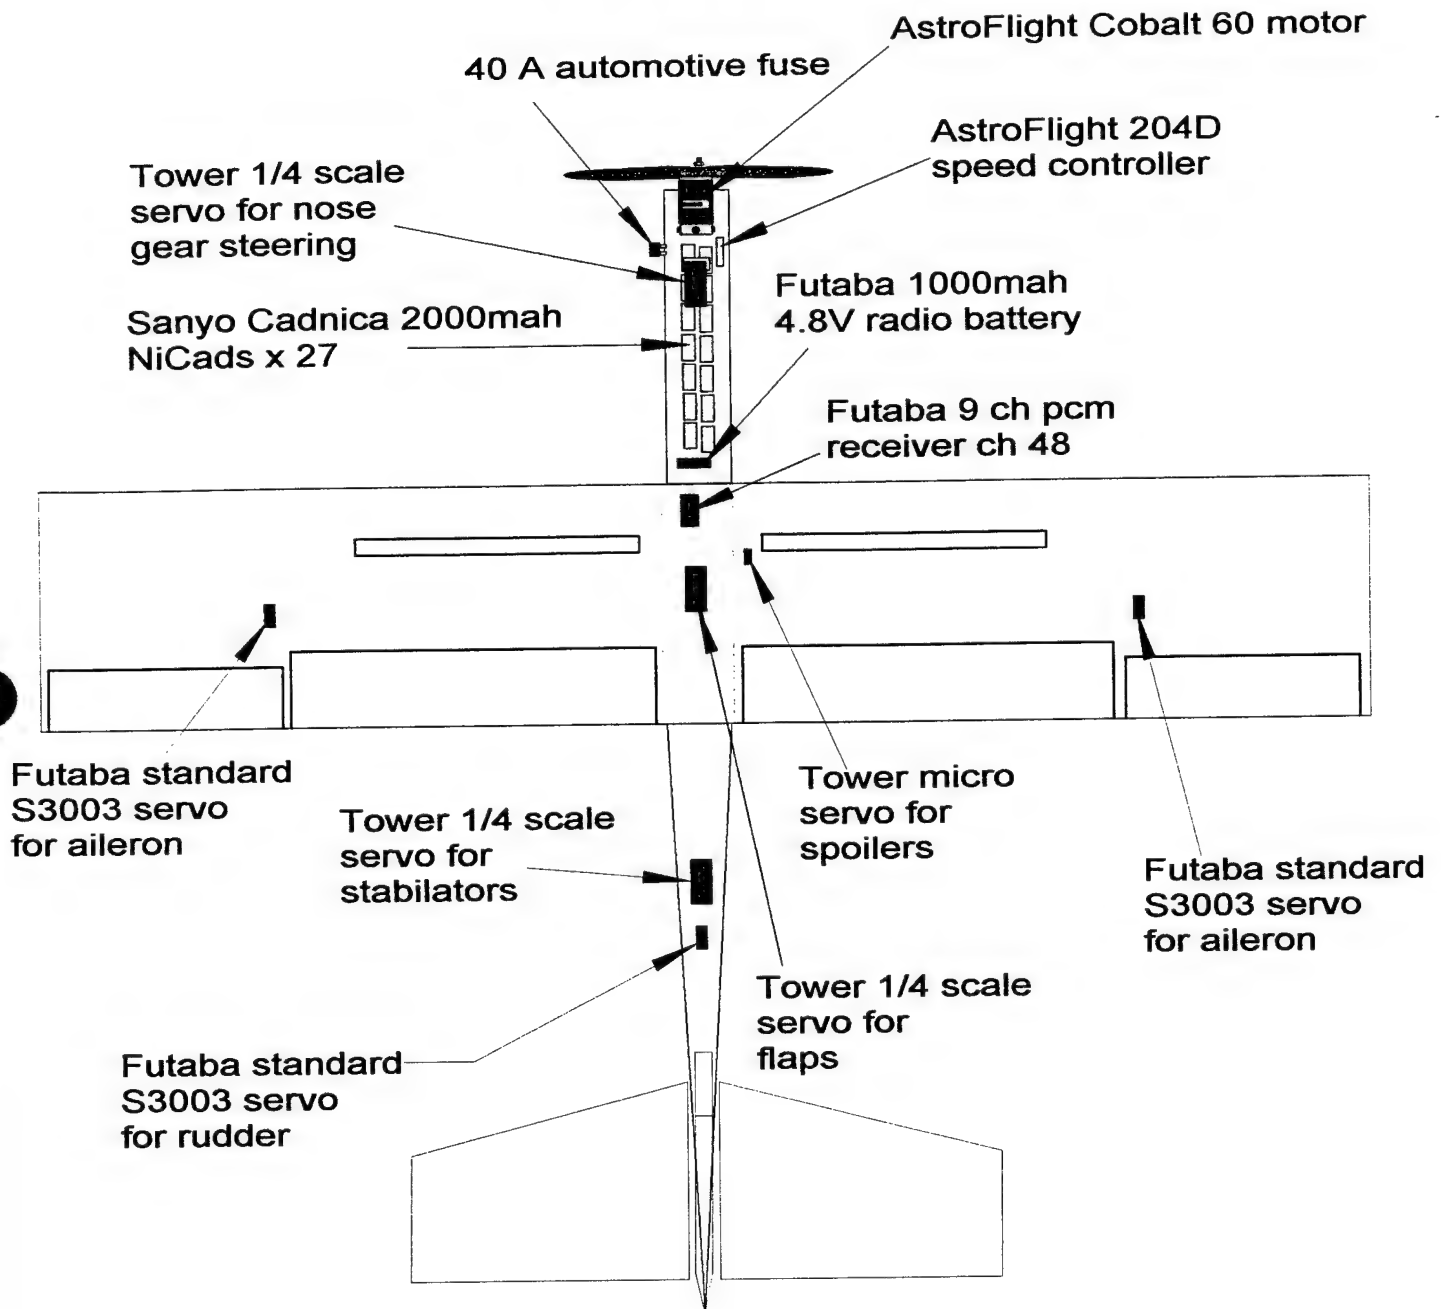 AstroFlight Cobalt 60 motor
40 A automotive fuse
AstroFlight 204D
speed controller
Tower 1/4 scale
servo for nose
gear steering
Futaba 1000mah
4.8V radio battery
Sanyo Cadnica 2000mah
NiCads x 27
Futaba 9 ch pcm
receiver ch 48
Futaba standard
S3003 servo
for aileron
Tower 1/4 scale
servo for
stabilators
Tower micro
servo for
spoilers
Futaba standard
S3003 servo
for aileron
Tower 1/4 scale
servo for
flaps
Futaba standard
S3003 servo
for rudder